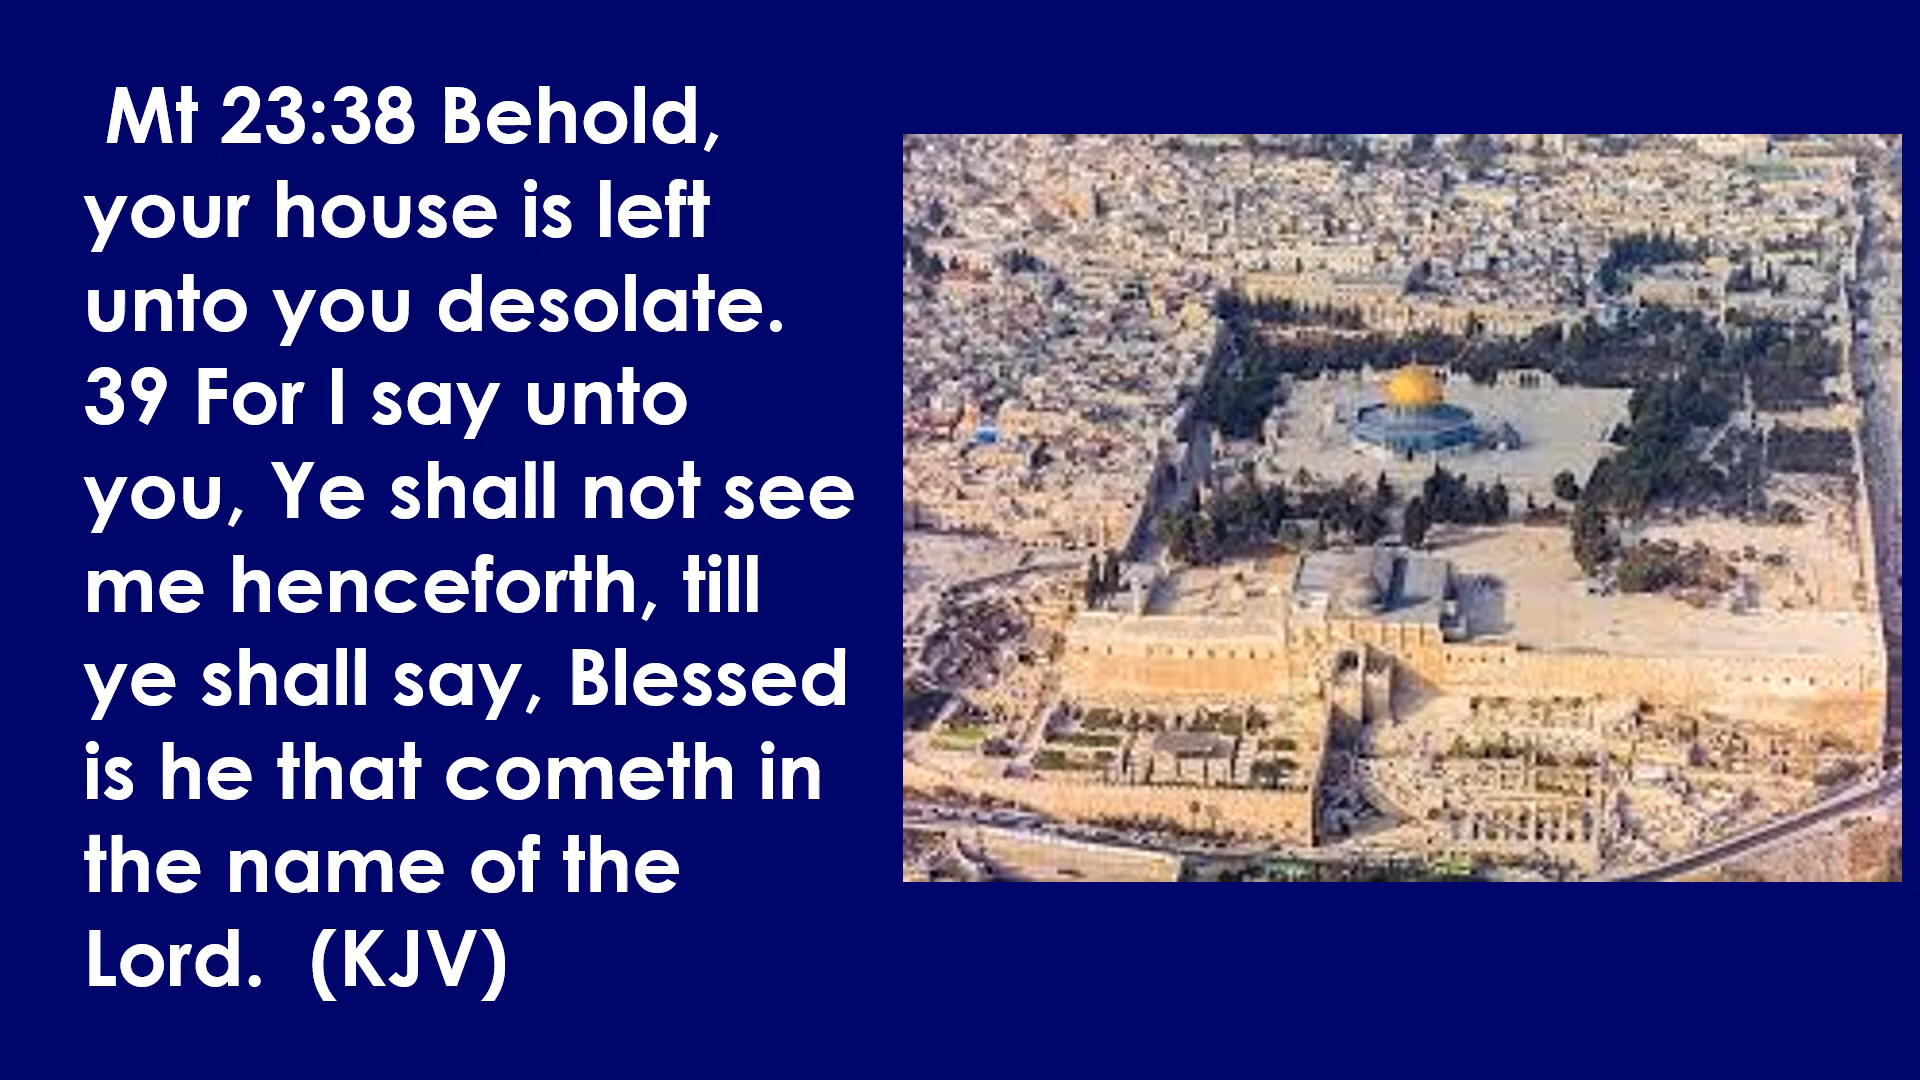 Mt 23:38 Behold,
your house is left
unto you desolate.
39 For I say unto
you, Ye shall not see
me henceforth, till
ye shall say, Blessed
is he that cometh in
the name of the
Lord.  (KJV)